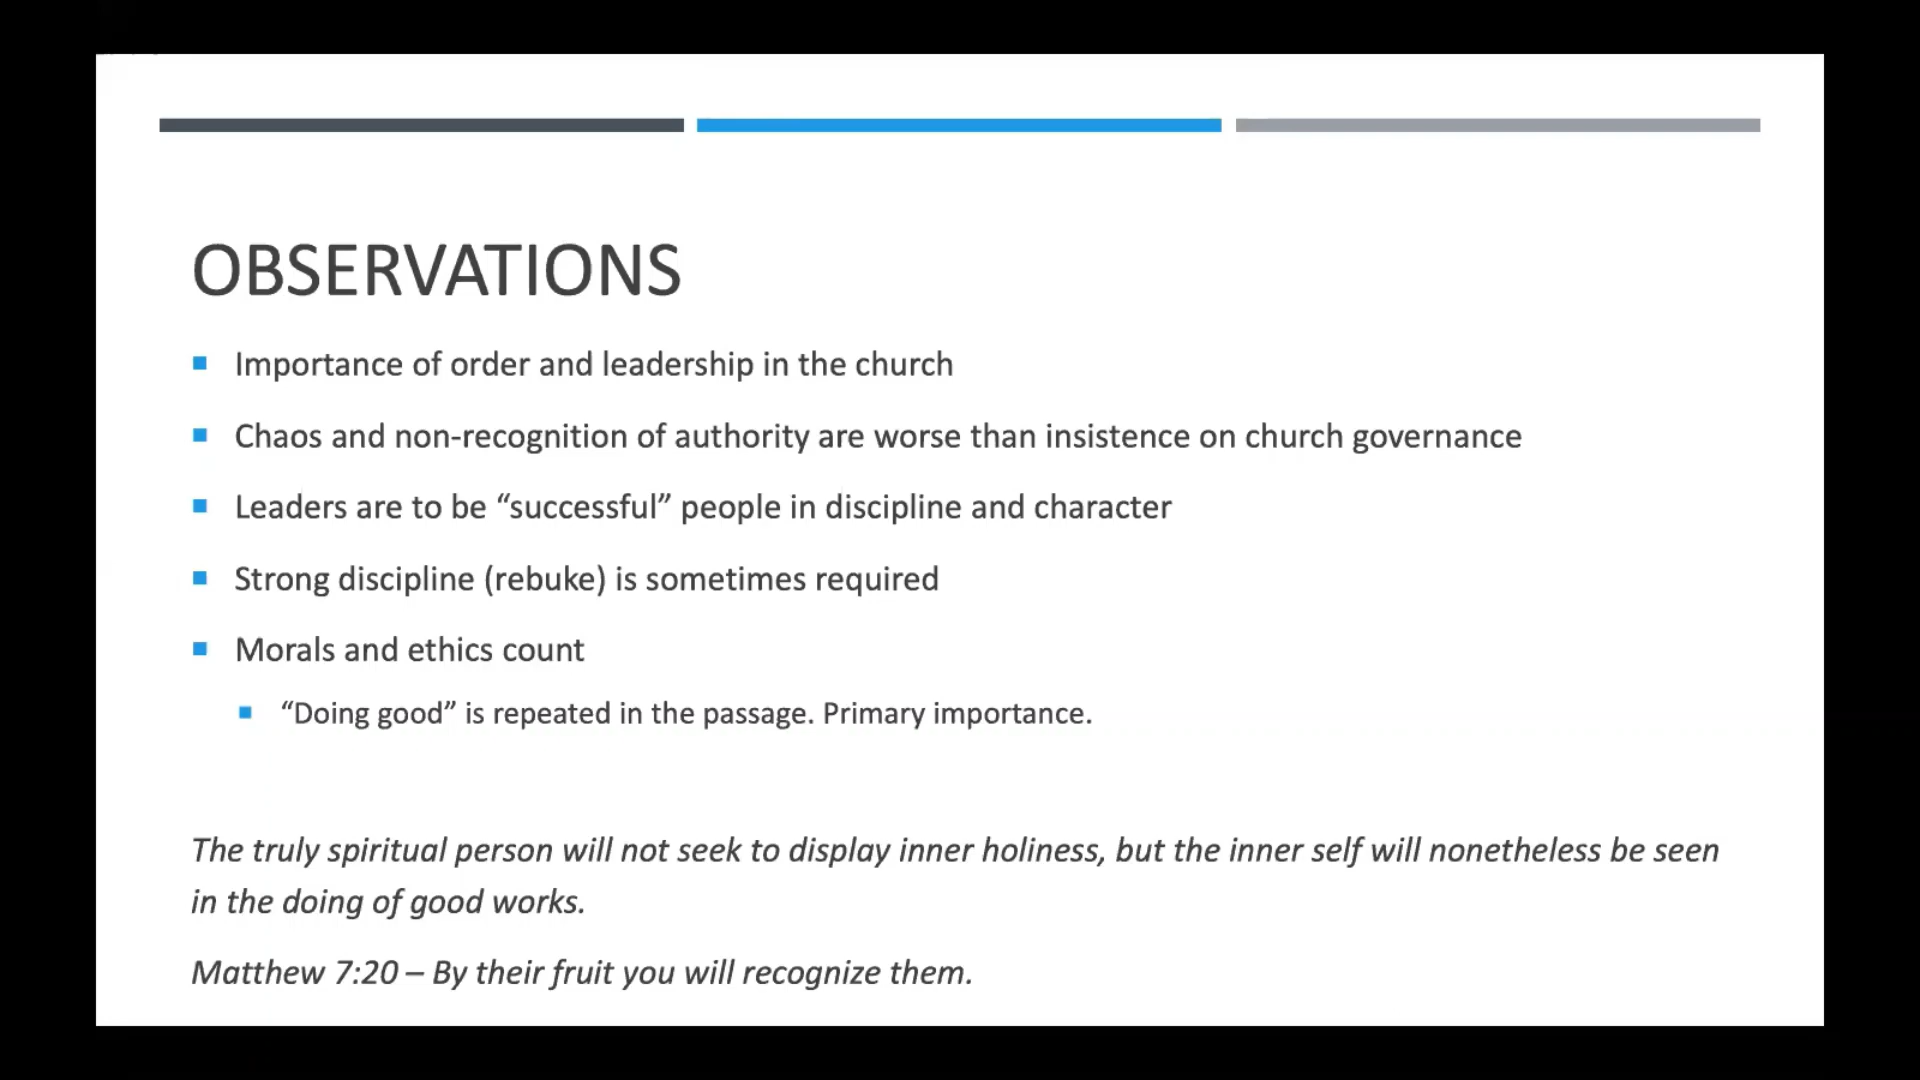 OBSERVATIONS
Importance of order and leadership in the church
Chaos and non-recognition of authority are worse than insistence on church governance
Leaders are to be “successful” people in discipline and character
Strong discipline (rebuke) is sometimes required
Morals and ethics count
“Doing good” is repeated in the passage. Primary importance.
The truly spiritual person will not seek to display inner holiness, but the inner self will nonetheless be seen
in the doing of good works.
Matthew 7:20 – By their fruit you will recognize them.